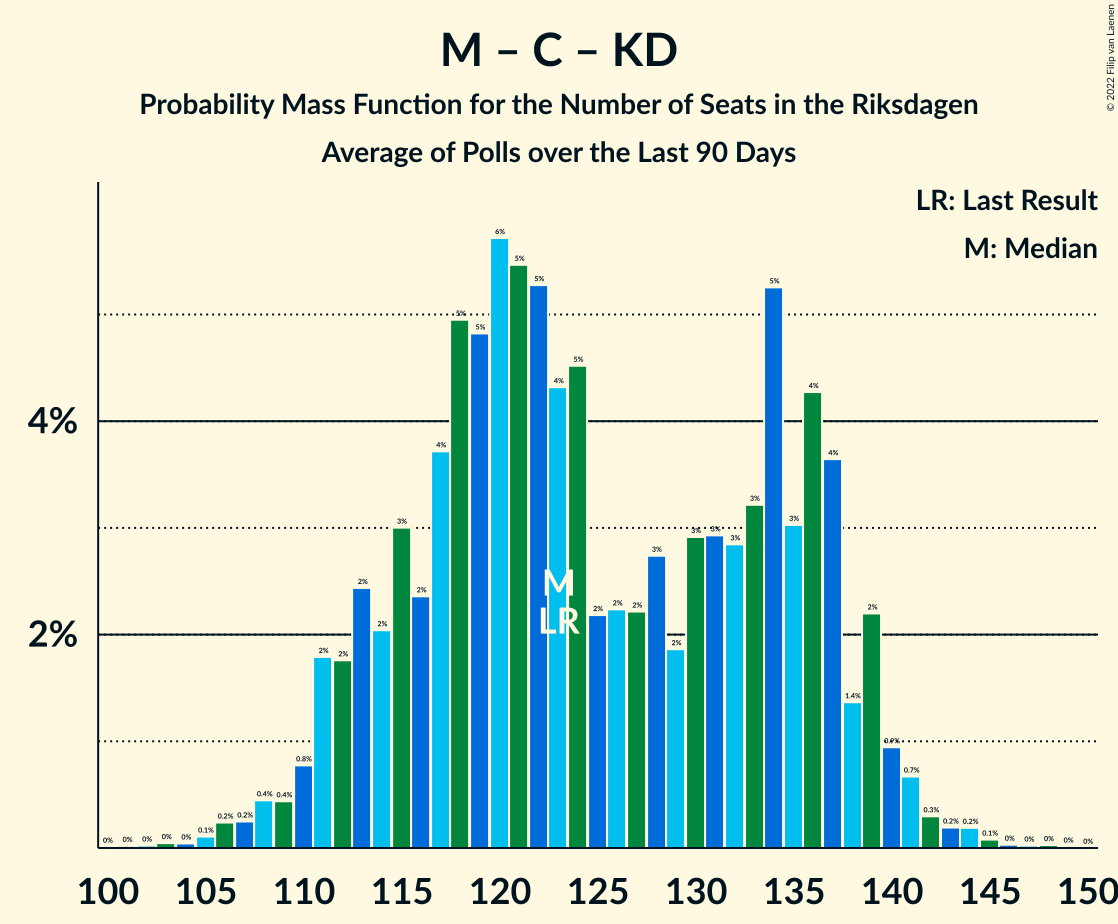 M – C – KD
Probability Mass Function for the Number of Seats in the Riksdagen
Average of Polls over the Last 90 Days
© 2022 Filip van Laenen
LR: Last Result
M: Median
4%
2%
0% 0% 0% 0% 0% 0.1% 0.2% 0.2% 0.4% 0.4% 0.8% 2% 2% 2% 2% 3% 2% 4% 5% 5% 6% 5% 5% 4% 5% 2% 2% 2% 3% 2% 3% 3% 3% 3% 5% 3% 4% 4% 1.4% 2% 0.9% 0.7% 0.3% 0.2% 0.2% 0.1% 0% 0% 0% 0% 0%
M
LR
100 105 110 115 120 125 130 135 140 145 150